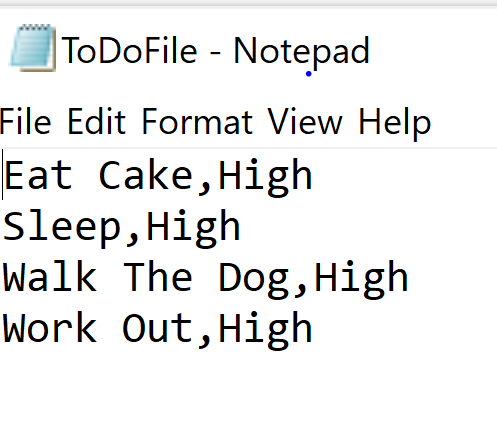 ToDoFile - Notepad
File Edit Format View Help
Eat Cake,High
Sleep,High
Walk The Dog,High
Work Out,High